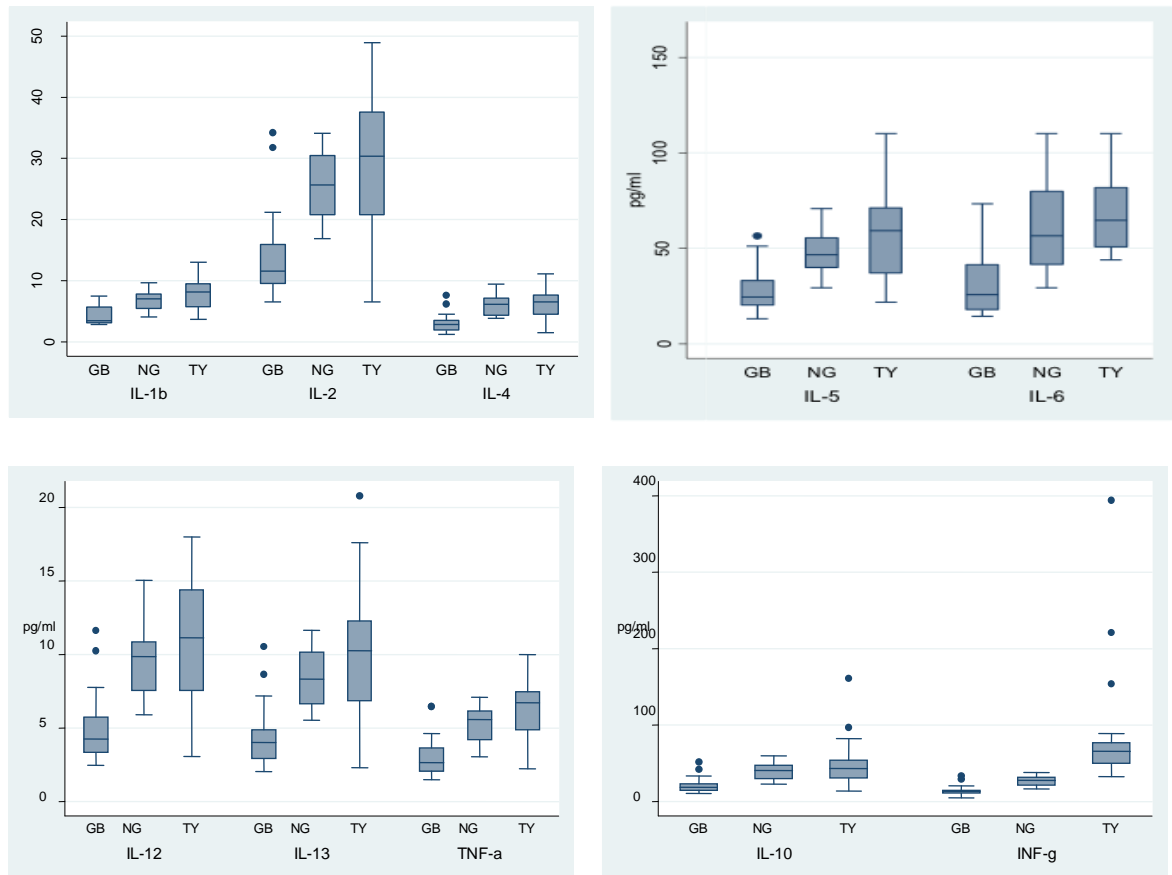 50
40
30
20
10
0
GB NG TY GB NG TY GB NG TY
IL-1b IL-2 IL-4
150
100
50
0
pg/ml
GB NG TY GB NG TY
IL-5 IL-6
20
15
pg/ml
10
5
0
GB NG TY GB NG TY GB NG TY
IL-12 IL-13 TNF-a
400
300
pg/ml
200
100
0
GB NG TY GB NG TY
IL-10 INF-g